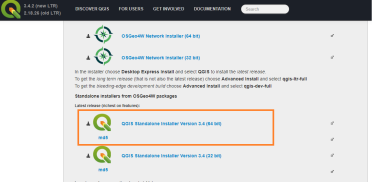 3.4.2 (new LTR)
2.18.28 (old LTR)
DISCOVER QGIS
FOR USERS
GET INVOLVED
DOCUMENTATION
Search
OSGeo4W Network Installer (64 bit)
OSGeo4W Network Installer (32 bit)
In the installer choose Desktop Express Install and select QGIS to install the latest release.
To get the long term release (that is not also the latest release) choose Advanced Install and select qgis-ltr-full
To get the bleeding-edge development build choose Advanced Install and select qgis-dev-full
Standalone installers from OSGeo4W packages
Latest release (richest on features):
QGIS Standalone Installer Version 3.6 (64 bit)
md5
QGIS Standalone Installer Version 3.6 (32 bit)
md5